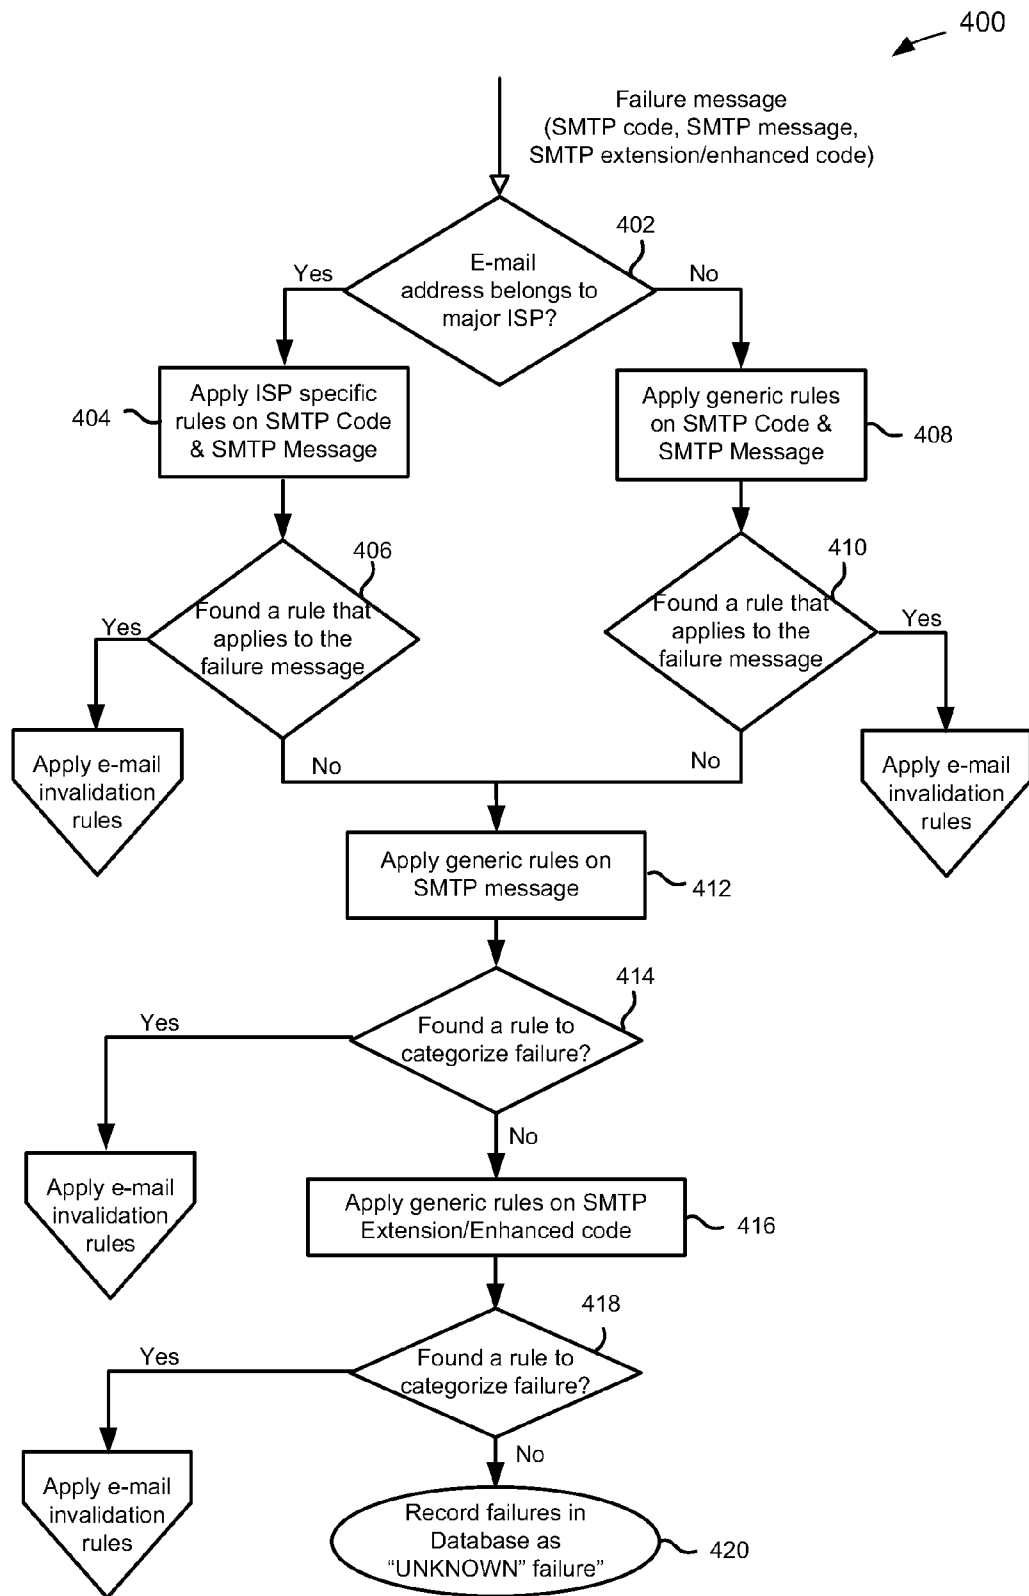 400
Failure message
(SMTP code, SMTP message,
SMTP extension/enhanced code)
402
E-mail
address belongs to
major ISP?
Yes
No
Apply ISP specific
rules on SMTP Code
& SMTP Message
404
Apply generic rules
on SMTP Code &
SMTP Message
408
406
Found a rule that
applies to the
failure message
Yes
No
410
Found a rule that
applies to the
failure message
Yes
No
Apply e-mail
invalidation
rules
Apply e-mail
invalidation
rules
Apply generic rules on
SMTP message
412
414
Found a rule to
categorize failure?
Yes
No
Apply e-mail
invalidation
rules
Apply generic rules on SMTP
Extension/Enhanced code
416
418
Found a rule to
categorize failure?
Yes
No
Apply e-mail
invalidation
rules
Record failures in
Database as
“UNKNOWN” failure”
420